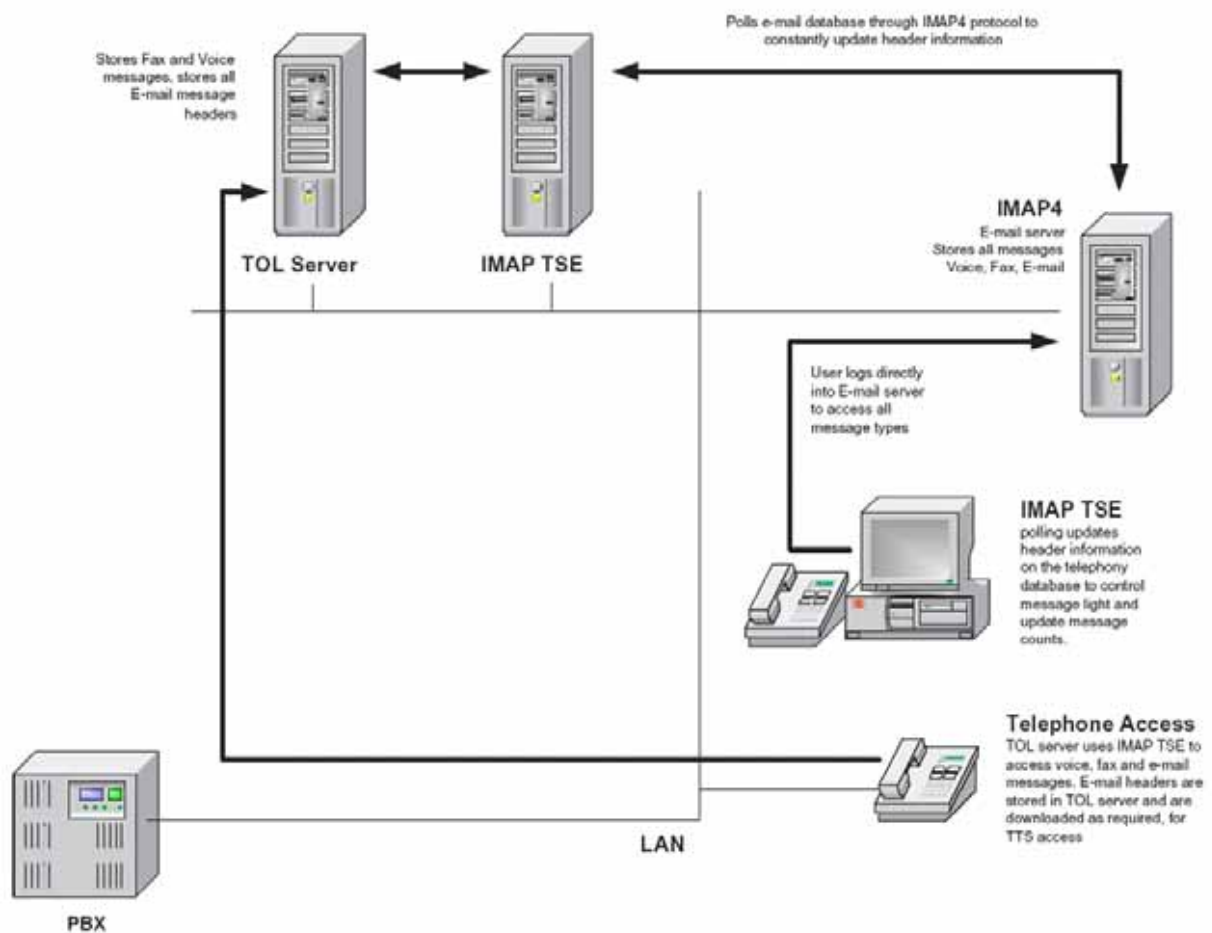 Polls e-mail database through IMAP4 protocol to
constantly update header information
Stores Fax and Voice
messages, stores all
E-mail message
headers
TOL Server
IMAP TSE
IMAP4
E-mail server
Stores all messages
Voice, Fax, E-mail
User logs directly
into E-mail server
to access all
message types
IMAP TSE
polling updates
header information
on the telephony
database to control
message light and
update message
counts.
Telephone Access
TOL server uses IMAP TSE to
access voice, fax and e-mail
messages. E-mail headers are
stored in TOL server and are
downloaded as required, for
TTS access
LAN
PBX